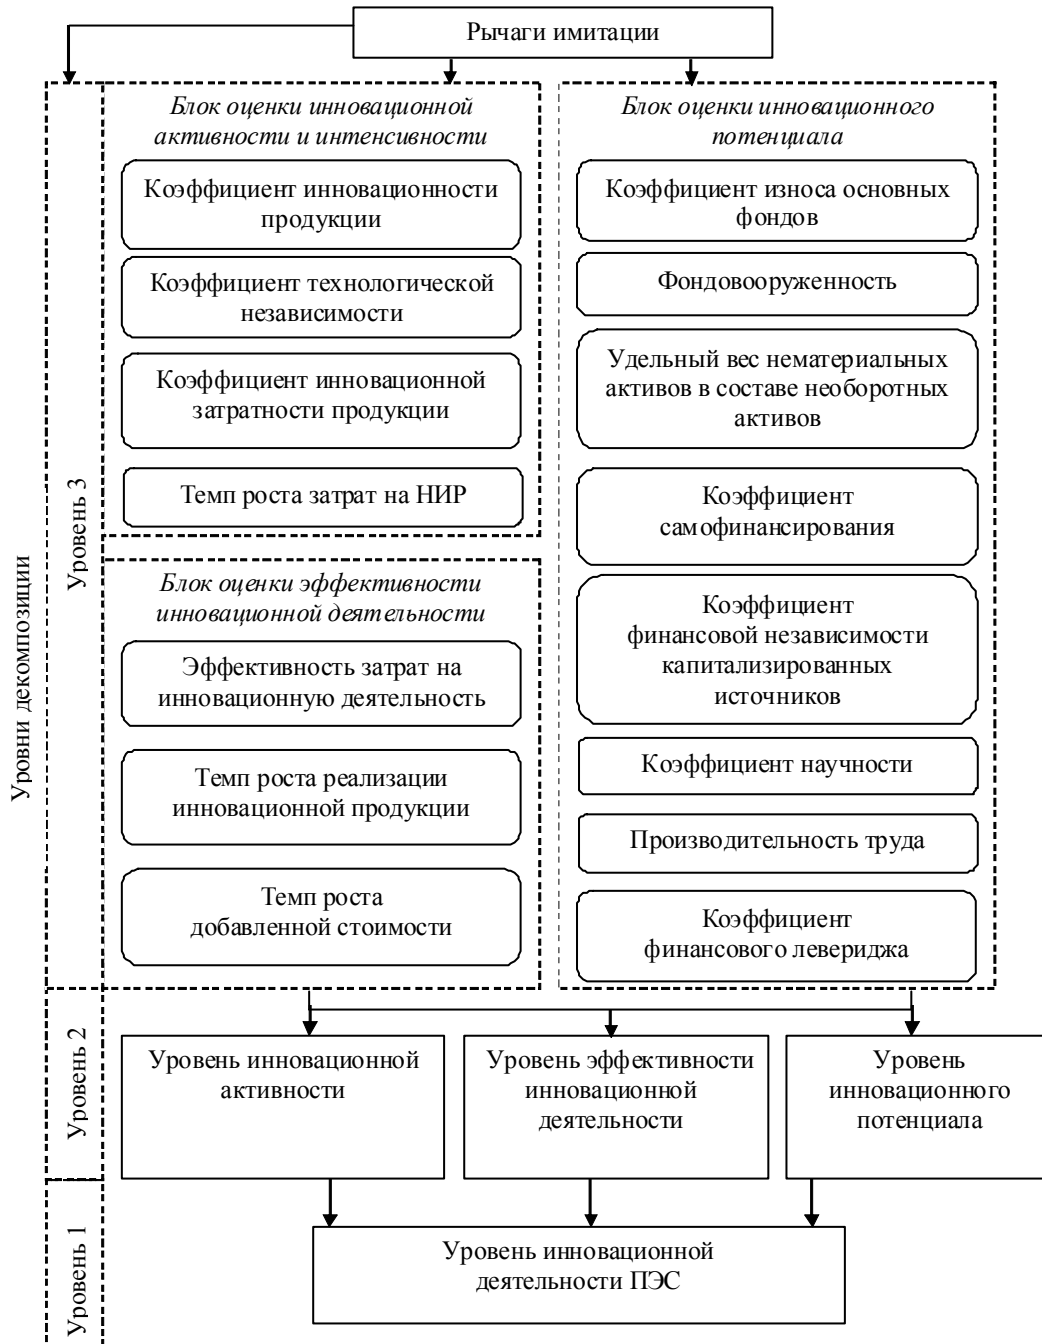 Рычаги имитации
Уровни декомпозиции
Уровень 3
Блок оценки инновационной
активности и интенсивности
Коэффициент инновационности
продукции
Коэффициент технологической
независимости
Коэффициент инновационной
затратности продукции
Темп роста затрат на НИР
Блок оценки эффективности
инновационной деятельности
Эффективность затрат на
инновационную деятельность
Темп роста реализации
инновационной продукции
Темп роста
добавленной стоимости
Блок оценки инновационного
потенциала
Коэффициент износа основных
фондов
Фондовооруженность
Удельный вес нематериальных
активов в составе необоротных
активов
Коэффициент
самофинансирования
Коэффициент
финансовой независимости
капитализированных
источников
Коэффициент научности
Производительность труда
Коэффициент
финансового левериджа
Уровень 2
Уровень инновационной
активности
Уровень эффективности
инновационной
деятельности
Уровень
инновационного
потенциала
Уровень 1
Уровень инновационной
деятельности ПЭС